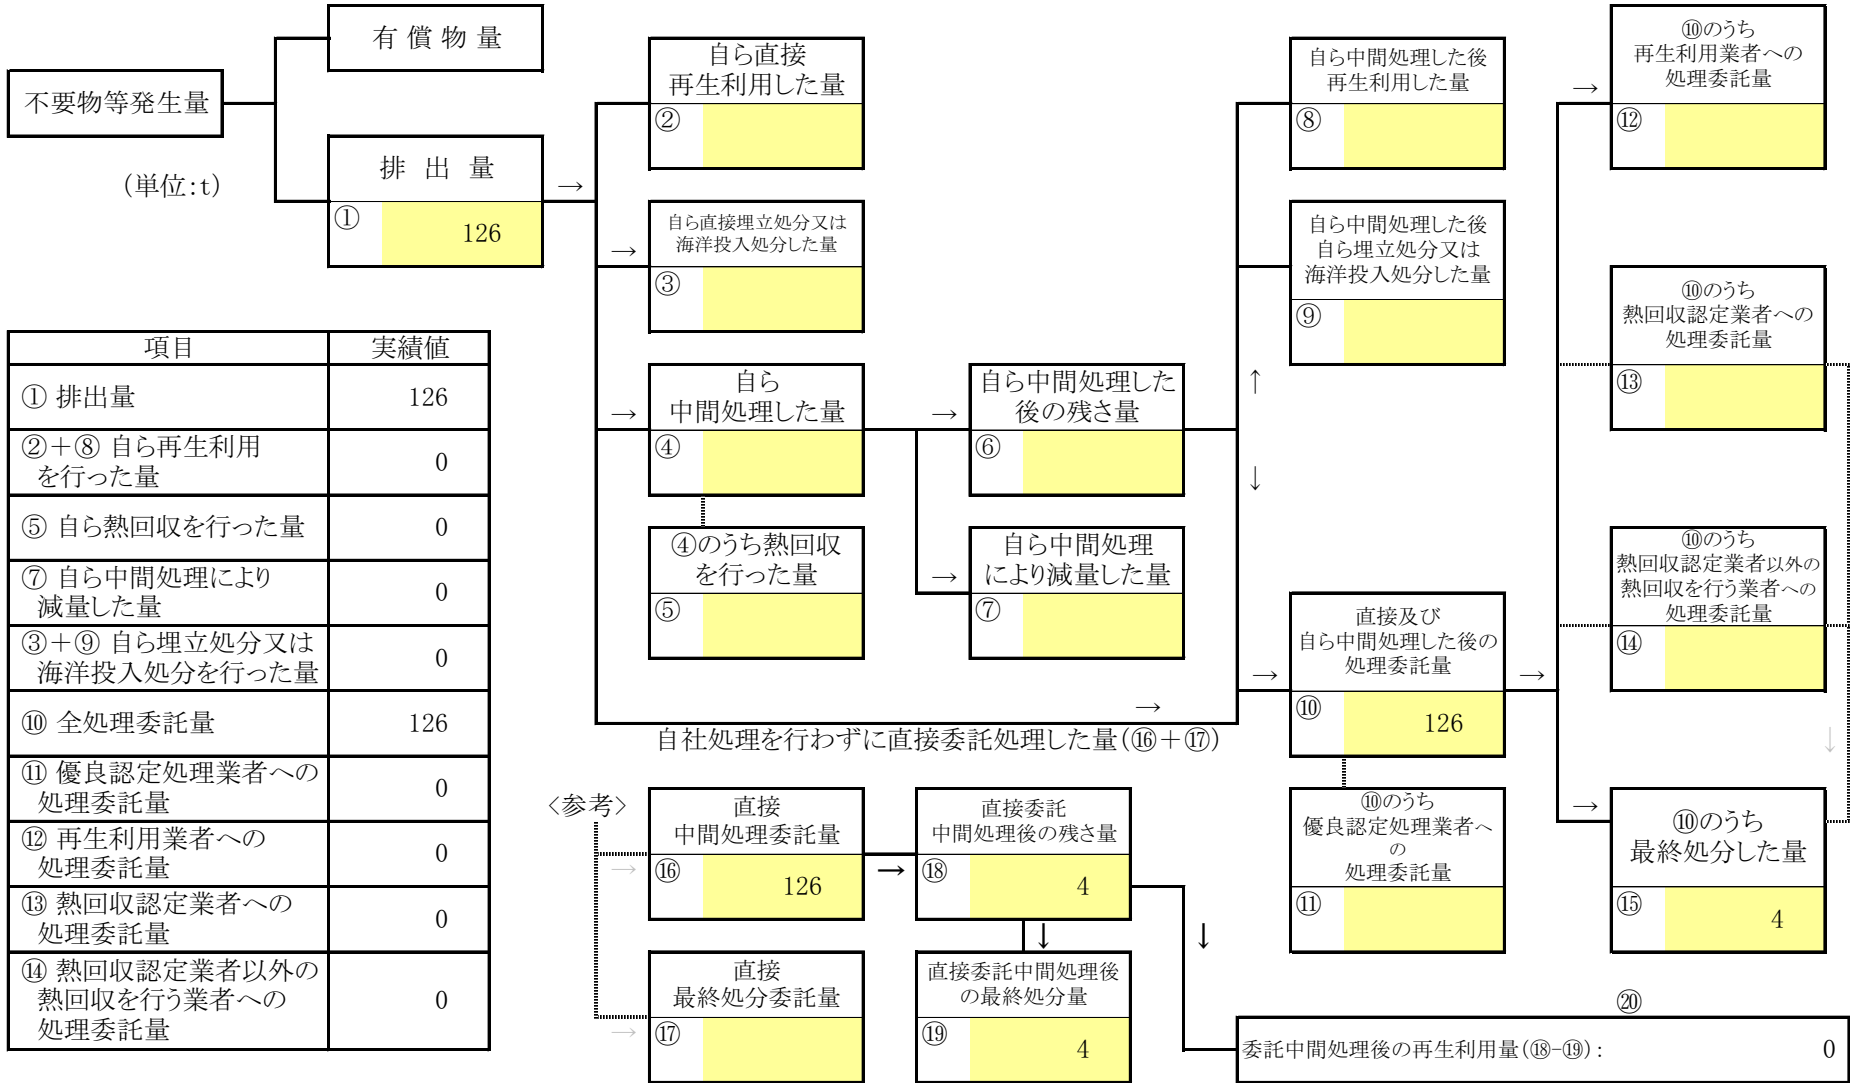 不要物等発生量
(単位:t)
有 償 物 量
排 出 量
→
①
126
自ら直接
再生利用した量
②
自ら直接埋立処分又は
海洋投入処分した量
→
③
自ら
中間処理した量
→
④
④のうち熱回収
を行った量
⑤
自ら中間処理した
後の残さ量
→
⑥
自ら中間処理
により減量した量
→
⑦
自ら中間処理した後
再生利用した量
⑧
自ら中間処理した後
自ら埋立処分又は
海洋投入処分した量
⑨
↑
↓
直接及び
自ら中間処理した後の
処理委託量
→
⑩
126
→
⑩のうち
優良認定処理業者へ
の
処理委託量
⑪
⑩のうち
再生利用業者への
処理委託量
→
⑫
⑩のうち
熱回収認定業者への
処理委託量
⑬
⑩のうち
熱回収認定業者以外の
熱回収を行う業者への
処理委託量
⑭
↓
⑩のうち
最終処分した量
→
⑮
4
→
自社処理を行わずに直接委託処理した量(⑯+⑰)
<参考>
直接
中間処理委託量
→
⑯
126
→
直接委託
中間処理後の残さ量
⑱
4
↓
↓
直接
最終処分委託量
→
⑰
直接委託中間処理後
の最終処分量
⑲
4
⑳
委託中間処理後の再生利用量(⑱-⑲):
0
項目 実績値
① 排出量 126
②+⑧ 自ら再生利用
を行った量 0
⑤ 自ら熱回収を行った量 0
⑦ 自ら中間処理により
減量した量 0
③+⑨ 自ら埋立処分又は
海洋投入処分を行った量 0
⑩ 全処理委託量 126
⑪ 優良認定処理業者への
処理委託量 0
⑫ 再生利用業者への
処理委託量 0
⑬ 熱回収認定業者への
処理委託量 0
⑭ 熱回収認定業者以外の
熱回収を行う業者への
処理委託量 0